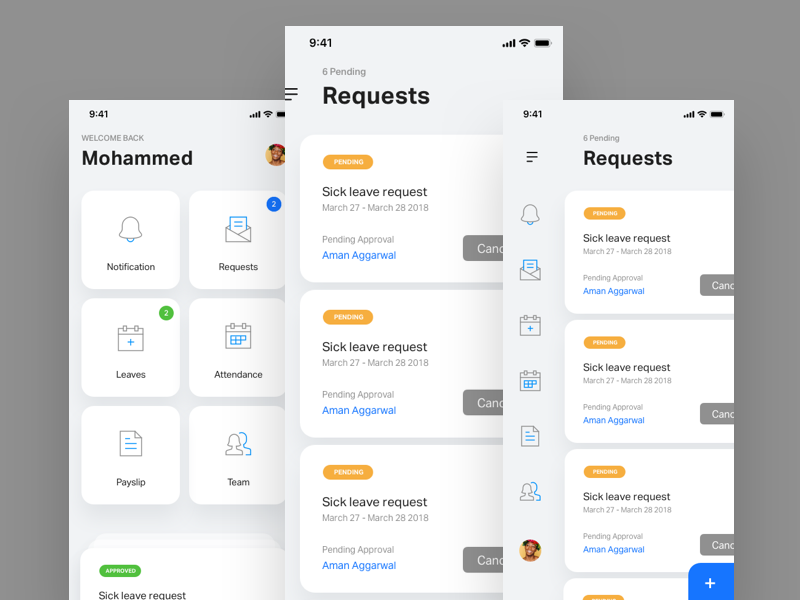 9:41
WELCOME BACK
Mohammed
Notification
2
Requests
2
Leaves
Attendance
Payslip
Team
APPROVED
Sick leave request
9:41
6 Pending
Requests
PENDING
Sick leave request
March 27 - March 28 2018
Pending Approval
Aman Aggarwal
Canc
PENDING
Sick leave request
March 27 - March 28 2018
Pending Approval
Aman Aggarwal
Canc
PENDING
Sick leave request
March 27 - March 28 2018
Pending Approval
Aman Aggarwal
Canc
9:41
6 Pending
Requests
PENDING
Sick leave request
March 27 - March 28 2018
Pending Approval
Aman Aggarwal
Canc
PENDING
Sick leave request
March 27 - March 28 2018
Pending Approval
Aman Aggarwal
Canc
PENDING
Sick leave request
March 27 - March 28 2018
Pending Approval
Aman Aggarwal
Canc
+